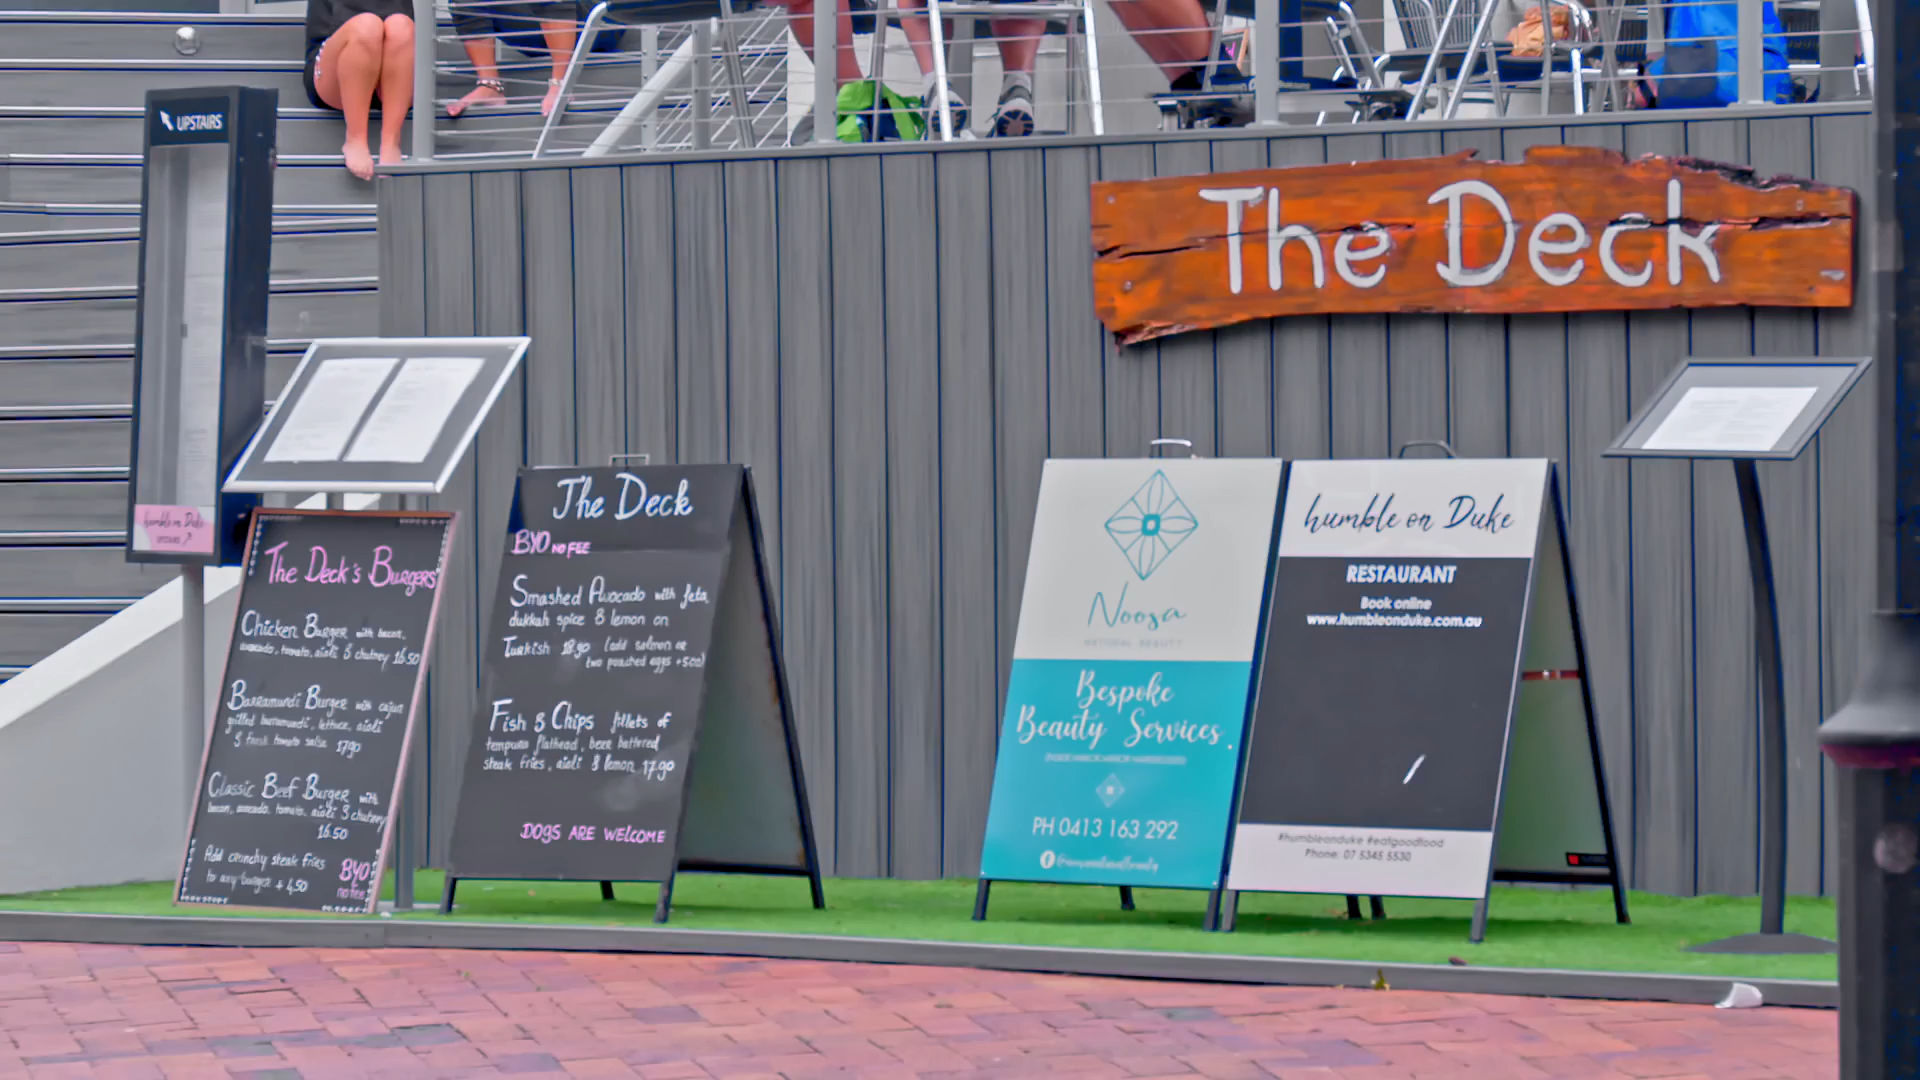 UPSTAIRS
The Deck
humble on Duke
UPSTAIRS
The Deck's Burgers
Chicken Burger with bacon,
avocado, tomato, aioli & chutney 16.50
Barramundi Burger with cajun
grilled barramundi, lettuce, aioli
& fresh tomato salsa 17.90
Classic Beef Burger with
bacon, avocado, tomato, aioli & chutney
16.50
Add crunchy steak fries
to any burger + 4.50
BYO
no fee
The Deck
BYO NO FEE
Smashed Avocado with feta,
dukkah spice & lemon on
Turkish 18.90 (add salmon or
two poached eggs +5.00)
Fish & Chips fillets of
tempura flathead, beer battered
steak fries, aioli & lemon 17.90
DOGS ARE WELCOME
Noosa
NATURAL BEAUTY
Bespoke
Beauty Services.
PH 0413 163 292
humble on Duke
RESTAURANT
Book online
www.humbleonduke.com.au
#humbleonduke #eatgoodfood
Phone: 07 5345 5530